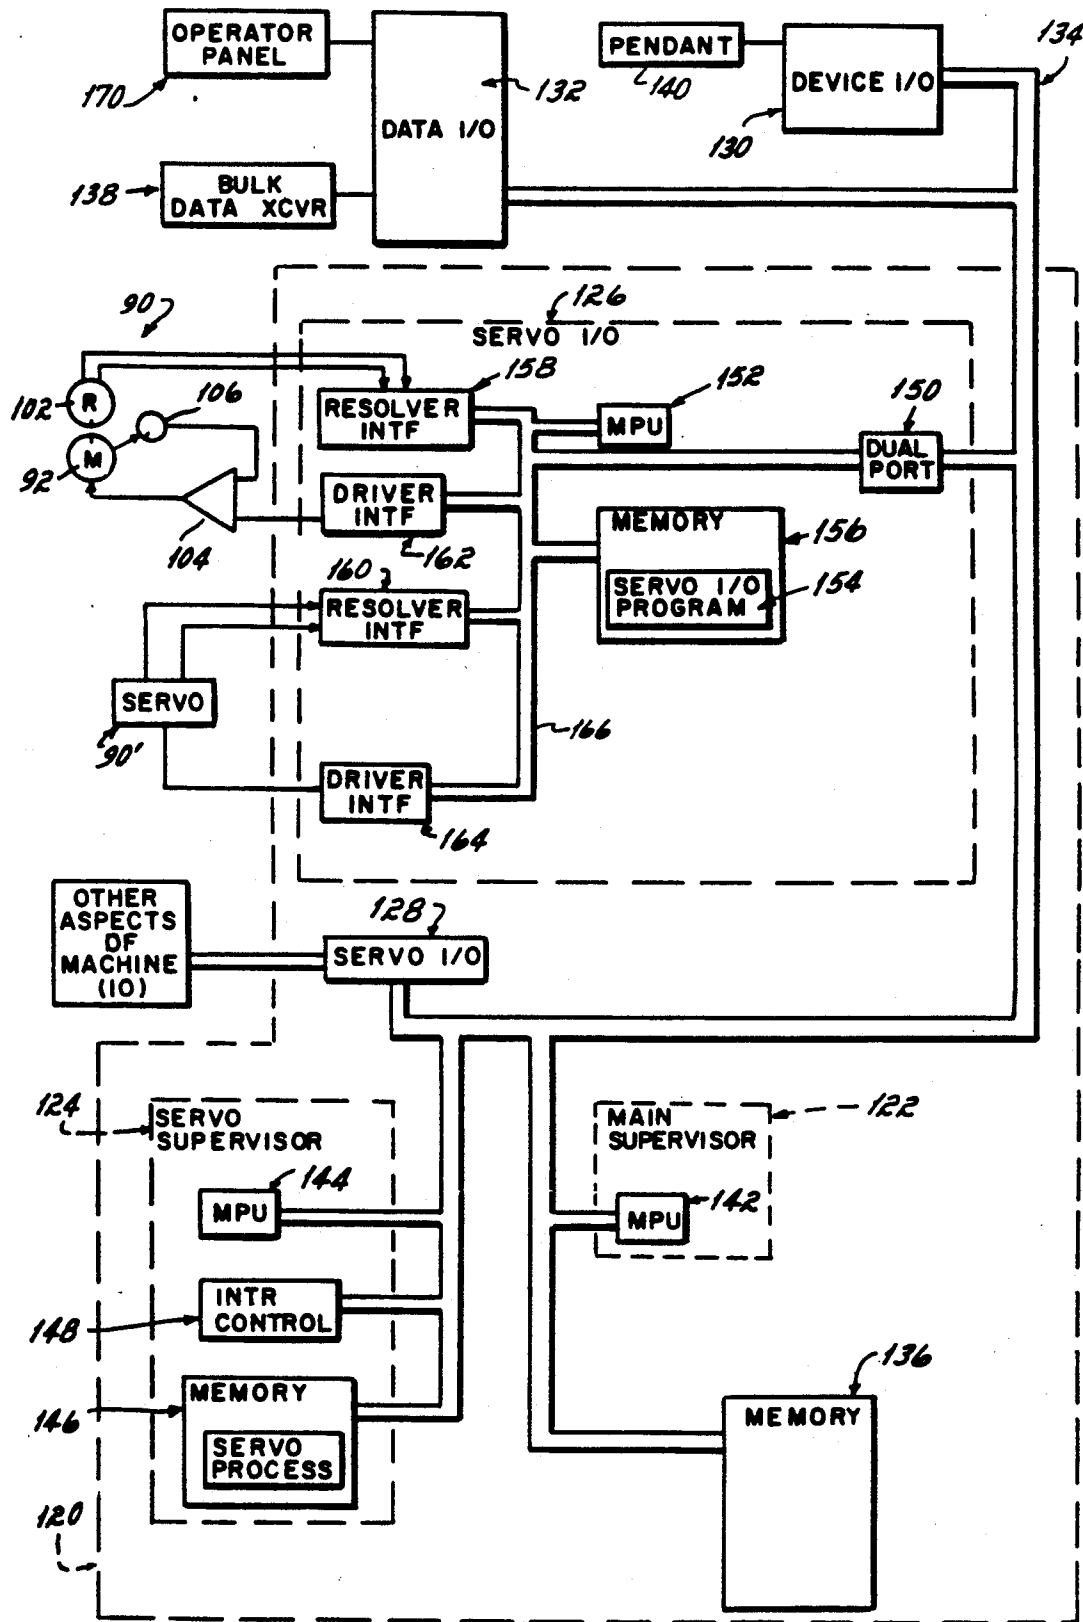 OPERATOR
PANEL
170
132
DATA I/O
BULK
DATA XCVR
138
PENDANT
140
DEVICE I/O
130
134
90
126
SERVO I/O
102
R
106
M
92
104
158
RESOLVER
INTF
152
MPU
150
DUAL
PORT
DRIVER
INTF
162
MEMORY
156
SERVO I/O
PROGRAM
154
160
RESOLVER
INTF
SERVO
90'
166
DRIVER
INTF
164
OTHER
ASPECTS
OF
MACHINE
(10)
128
SERVO I/O
124
SERVO
SUPERVISOR
144
MPU
INTR
CONTROL
148
MEMORY
146
SERVO
PROCESS
120
122
MAIN
SUPERVISOR
142
MPU
136
MEMORY